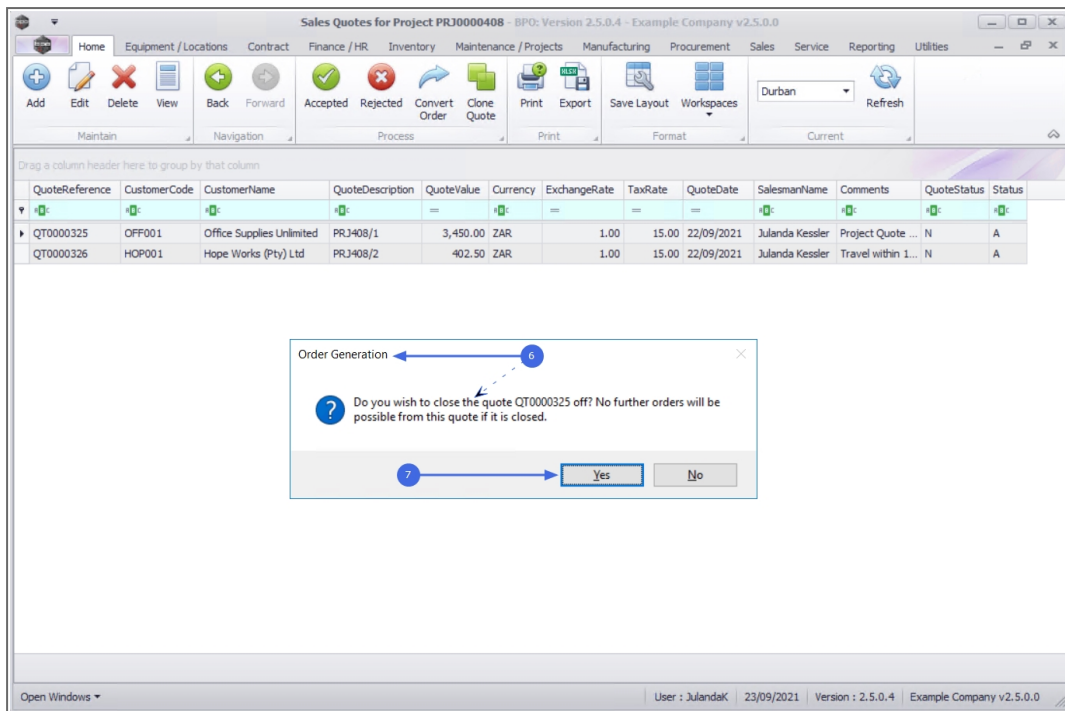 Sales Quotes for Project PRJ0000408 - BPO: Version 2.5.0.4 - Example Company v2.5.0.0
Home Equipment / Locations Contract Finance / HR Inventory Maintenance / Projects Manufacturing Procurement Sales Service Reporting Utilities
Add Edit Delete View Back Forward Accepted Rejected Convert Order Clone Quote Print Export Save Layout Workspaces Durban Refresh
Maintain Navigation Process Print Format Current
Drag a column header here to group by that column
QuoteReference CustomerCode CustomerName QuoteDescription QuoteValue Currency ExchangeRate TaxRate QuoteDate SalesmanName Comments QuoteStatus Status
QT0000325 OFF001 Office Supplies Unlimited PRJ408/1 3,450.00 ZAR 1.00 15.00 22/09/2021 Julanda Kessler Project Quote ... N A
QT0000326 HOP001 Hope Works (Pty) Ltd PRJ408/2 402.50 ZAR 1.00 15.00 22/09/2021 Julanda Kessler Travel within 1... N A
Order Generation 6
Do you wish to close the quote QT0000325 off? No further orders will be
possible from this quote if it is closed.
7 Yes No
Open Windows User : JulandaK 23/09/2021 Version : 2.5.0.4 Example Company v2.5.0.0